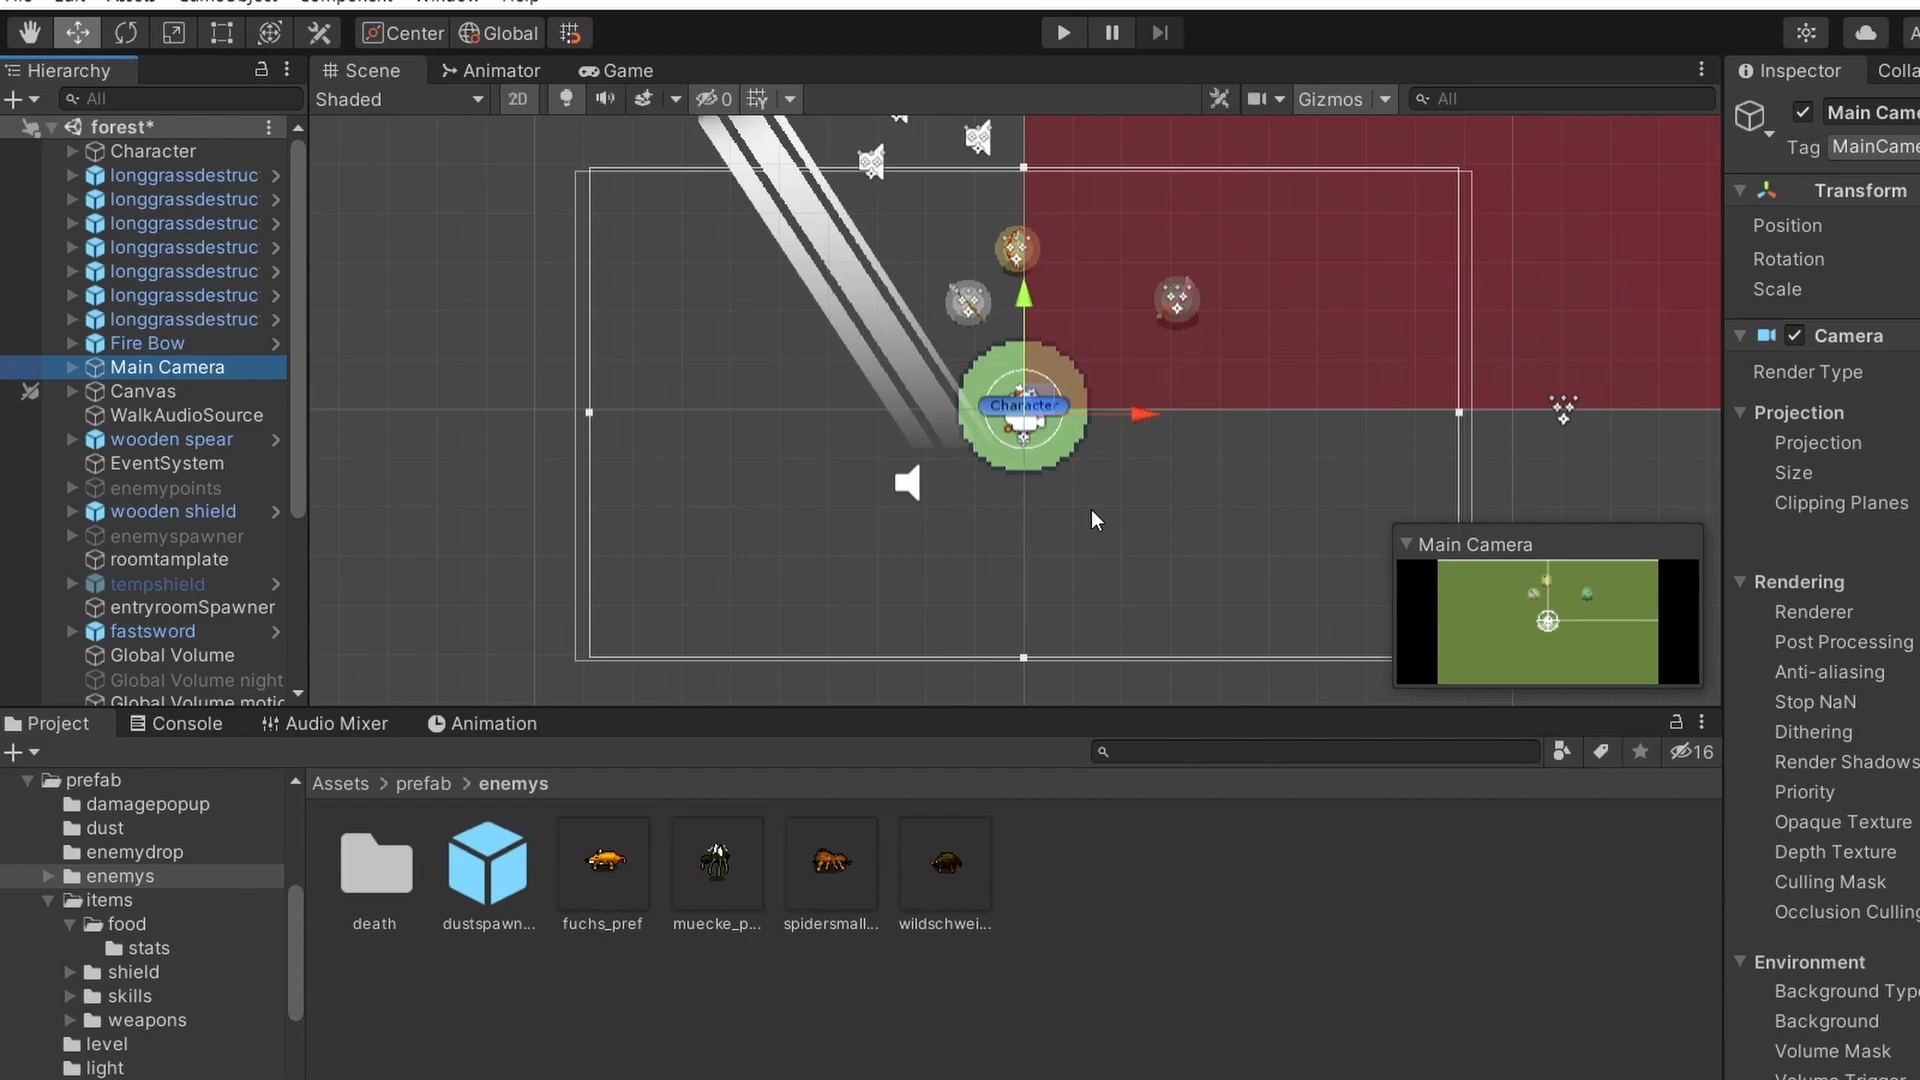 Center
Global
Hierarchy
All
forest*
Character
longgrassdestruc
longgrassdestruc
longgrassdestruc
longgrassdestruc
longgrassdestruc
longgrassdestruc
longgrassdestruc
Fire Bow
Main Camera
Canvas
WalkAudioSource
wooden spear
EventSystem
enemypoints
wooden shield
enemyspawner
roomtamplate
tempshield
entryroomSpawner
fastsword
Global Volume
Global Volume night
Scene
Animator
Game
Shaded
2D
0
Gizmos
All
Character
Main Camera
Inspector
Colla
Main Came
Tag
MainCame
Transform
Position
Rotation
Scale
Camera
Render Type
Projection
Projection
Size
Clipping Planes
Rendering
Renderer
Post Processing
Anti-aliasing
Stop NaN
Dithering
Render Shadows
Priority
Opaque Texture
Depth Texture
Culling Mask
Occlusion Culling
Environment
Background Type
Background
Volume Mask
Project
Console
Audio Mixer
Animation
16
prefab
damagepopup
dust
enemydrop
enemys
items
food
stats
shield
skills
weapons
level
light
Assets > prefab > enemys
death
dustspawn...
fuchs_pref
muecke_p...
spidersmall...
wildschwei...